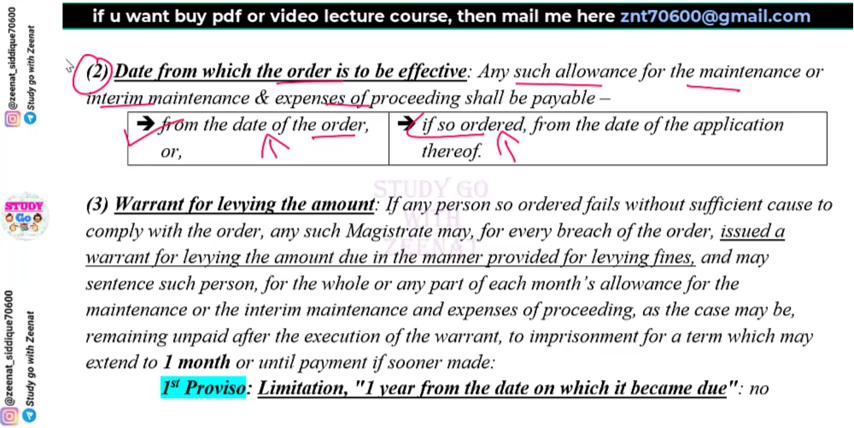 if u want buy pdf or video lecture course, then mail me here znt70600@gmail.com
(2) Date from which the order is to be effective: Any such allowance for the maintenance or
interim maintenance & expenses of proceeding shall be payable –
➔ from the date of the order,
or,
➔ if so ordered, from the date of the application
thereof.
STUDY GO
WITH
ZEENAT
(3) Warrant for levying the amount: If any person so ordered fails without sufficient cause to
comply with the order, any such Magistrate may, for every breach of the order, issued a
warrant for levying the amount due in the manner provided for levying fines, and may
sentence such person, for the whole or any part of each month's allowance for the
maintenance or the interim maintenance and expenses of proceeding, as the case may be,
remaining unpaid after the execution of the warrant, to imprisonment for a term which may
extend to 1 month or until payment if sooner made:
1st Proviso: Limitation, "1 year from the date on which it became due": no
@zeenat_siddique70600
Study go with Zeenat
STUDY
Go
@zeenat_siddique70600
Study go with Zeenat